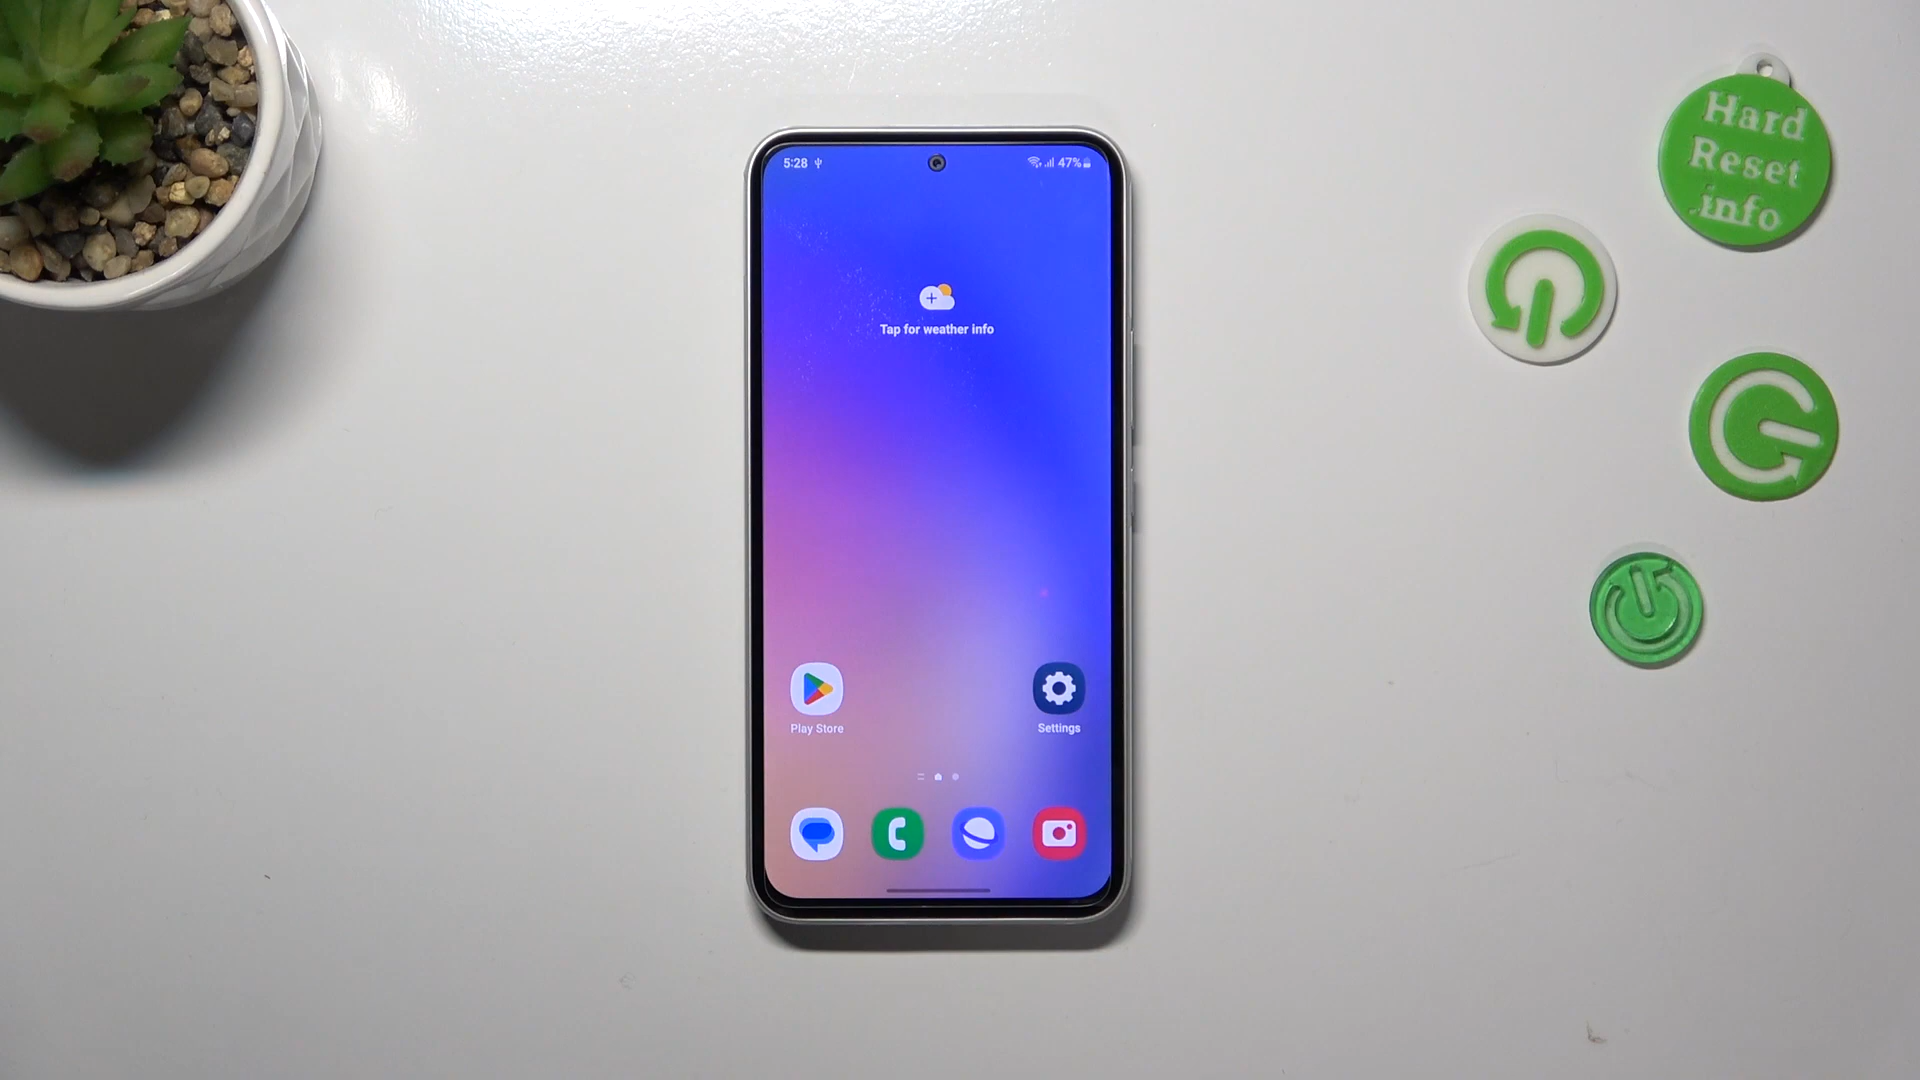 5:28
47%
Tap for weather info
Play Store
Settings
Hard
Reset
info